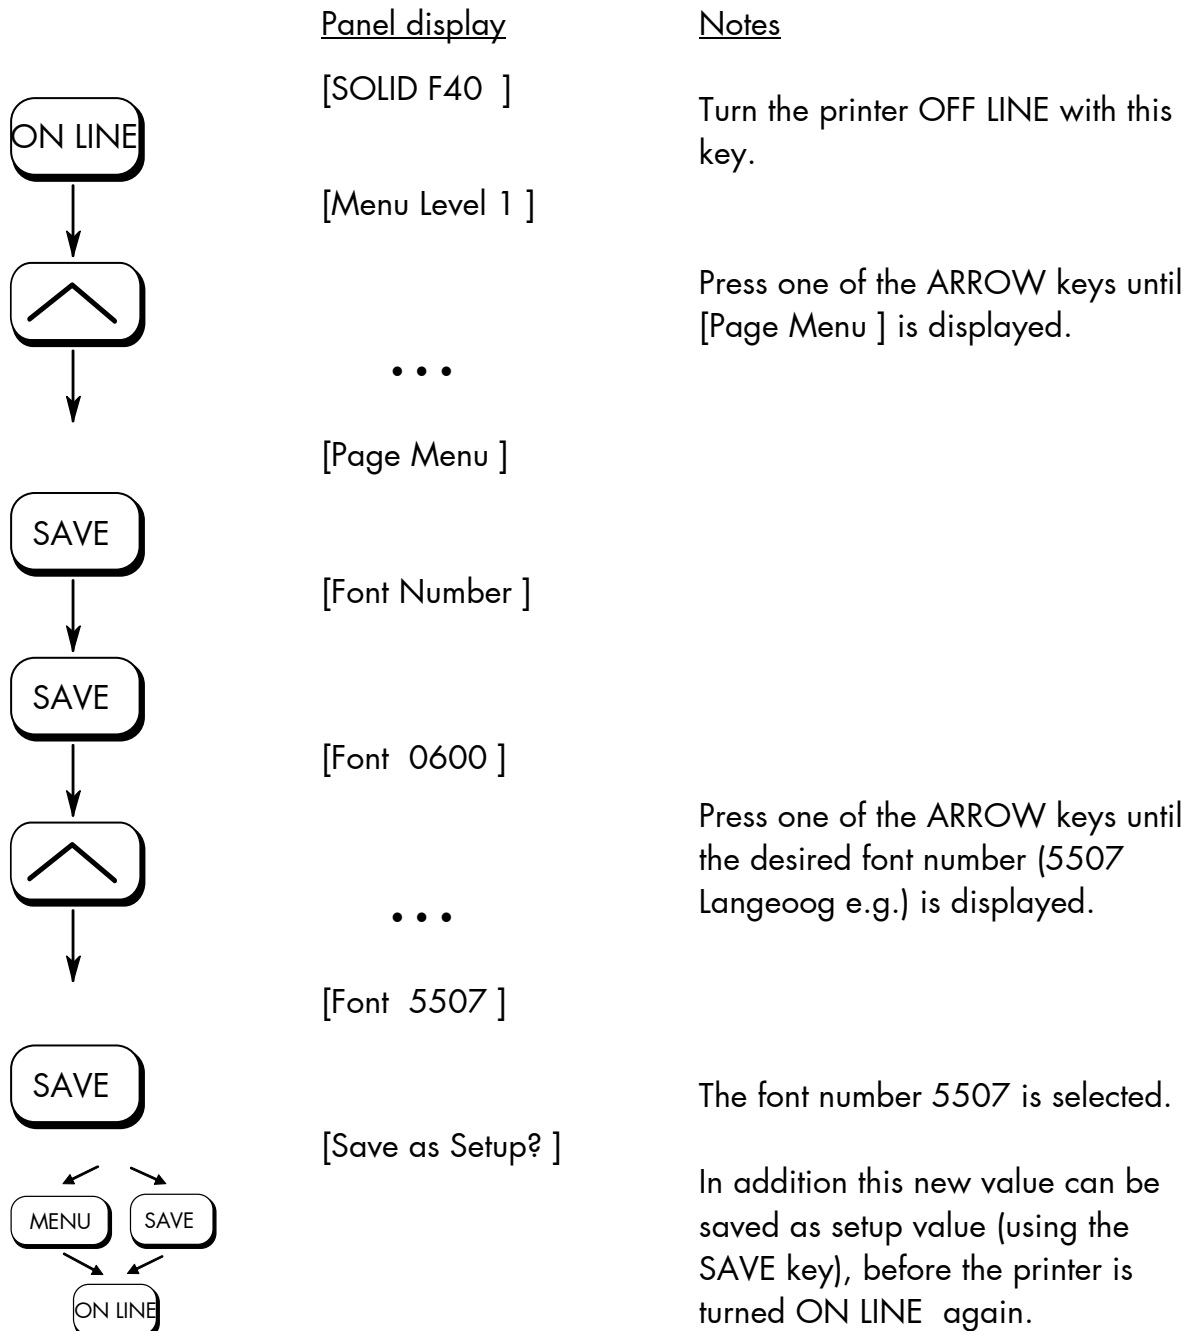 Panel display
Notes
[SOLID F40 ]
ON LINE
Turn the printer OFF LINE with this
key.
[Menu Level 1 ]
Press one of the ARROW keys until
[Page Menu ] is displayed.
• • •
[Page Menu ]
SAVE
[Font Number ]
SAVE
[Font 0600 ]
Press one of the ARROW keys until
the desired font number (5507
Langeoog e.g.) is displayed.
• • •
[Font 5507 ]
SAVE
The font number 5507 is selected.
[Save as Setup? ]
MENU
SAVE
In addition this new value can be
saved as setup value (using the
SAVE key), before the printer is
turned ON LINE again.
ON LINE